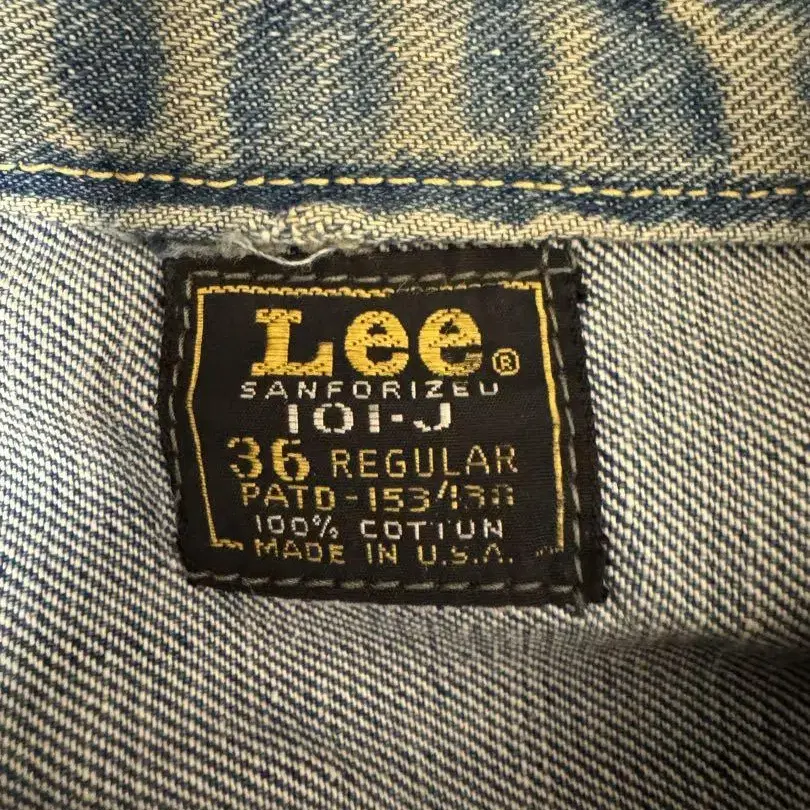 Lee®
SANFORIZED
101-J
36 REGULAR
PATD-153438
100% COTTON
MADE IN U.S.A.